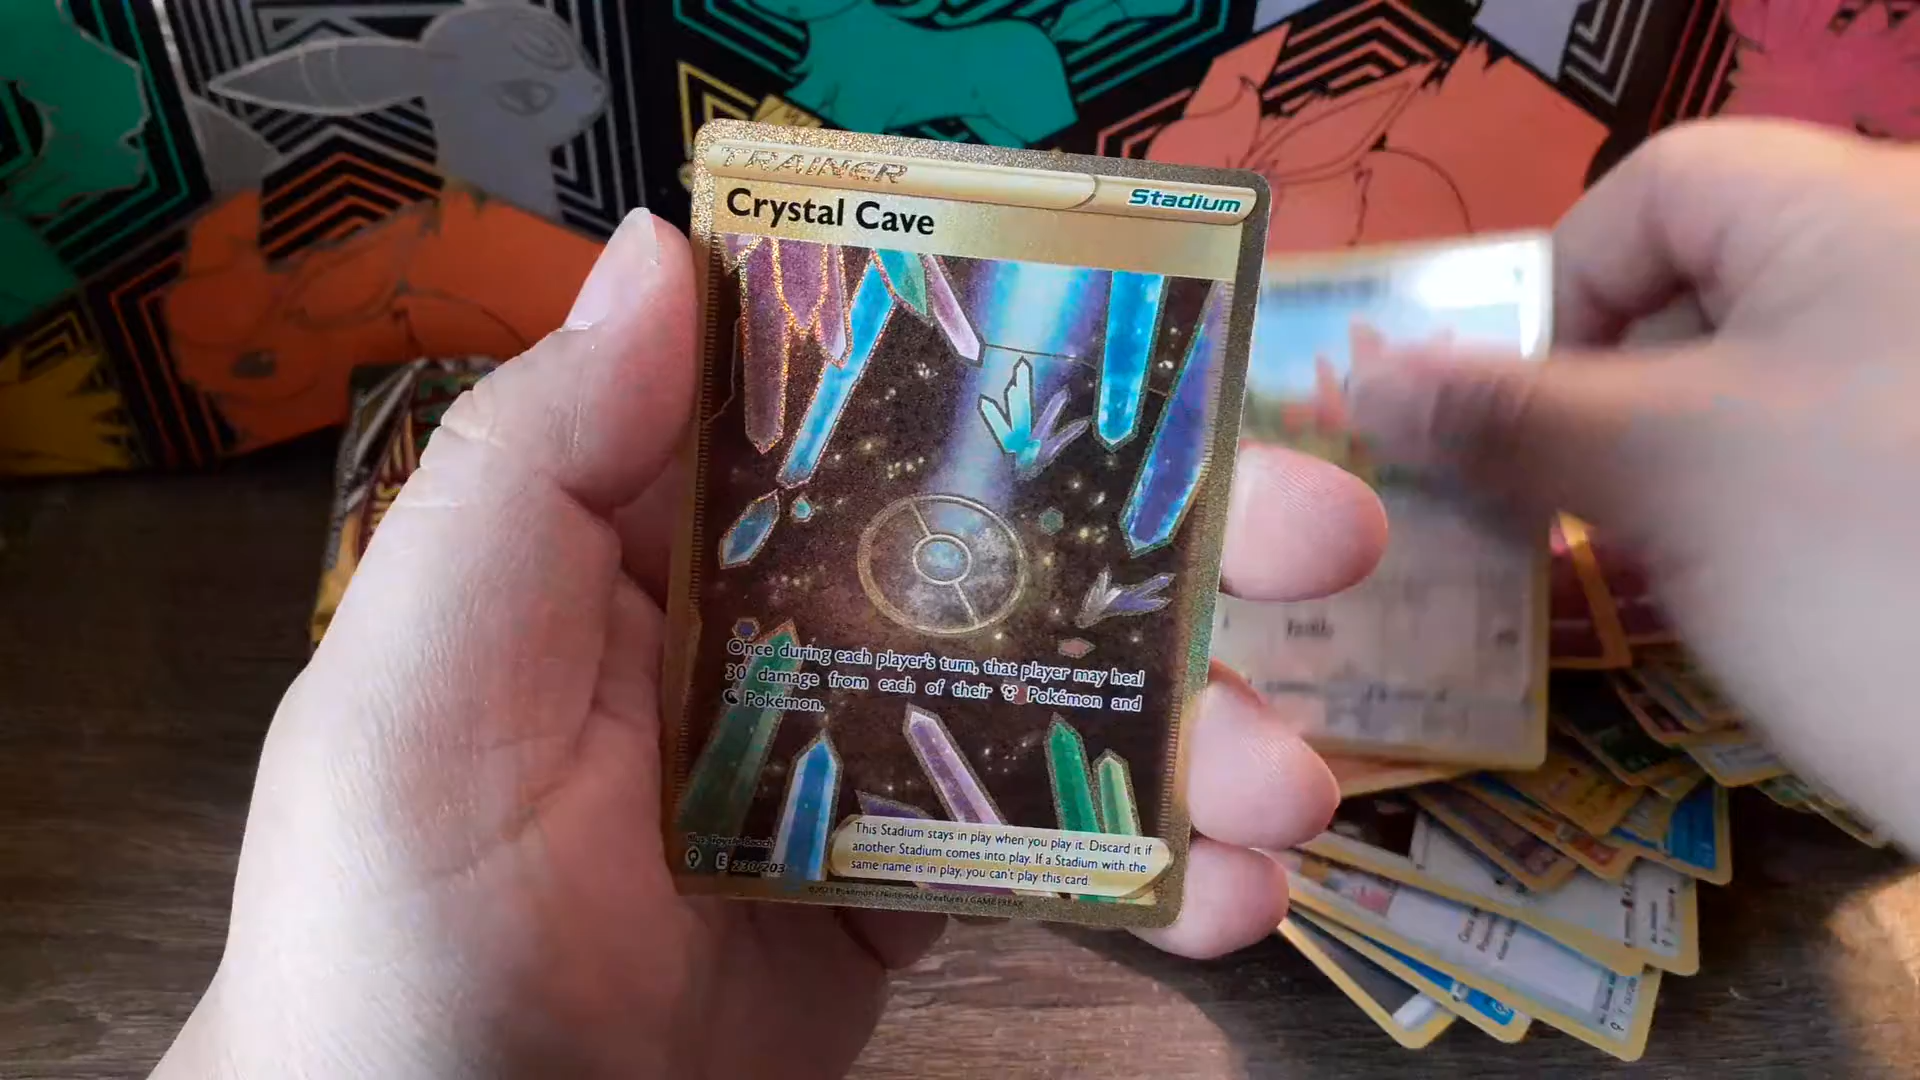 TRAINER
Stadium
Crystal Cave
Once during each player's turn, that player may heal
30 damage from each of their Pokémon and
Pokémon.
This Stadium stays in play when you play it. Discard it if
another Stadium comes into play. If a Stadium with the
same name is in play, you can't play this card.
E 230/203
©2021 Pokémon / Nintendo / Creatures / GAME FREAK